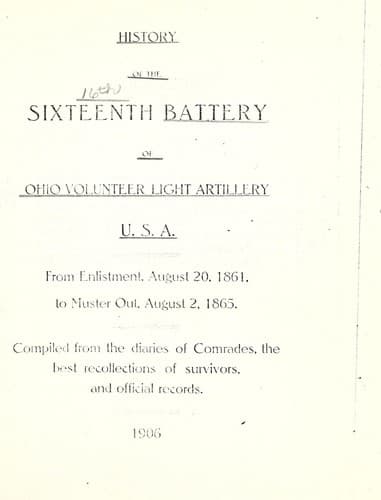 HISTORY
OF THE
16th
SIXTEENTH BATTERY
OF
OHIO VOLUNTEER LIGHT ARTILLERY
U. S. A.
From Enlistment, August 20, 1861,
to Muster Out, August 2, 1865.
Compiled from the diaries of Comrades, the
best recollections of survivors,
and official records.
1906